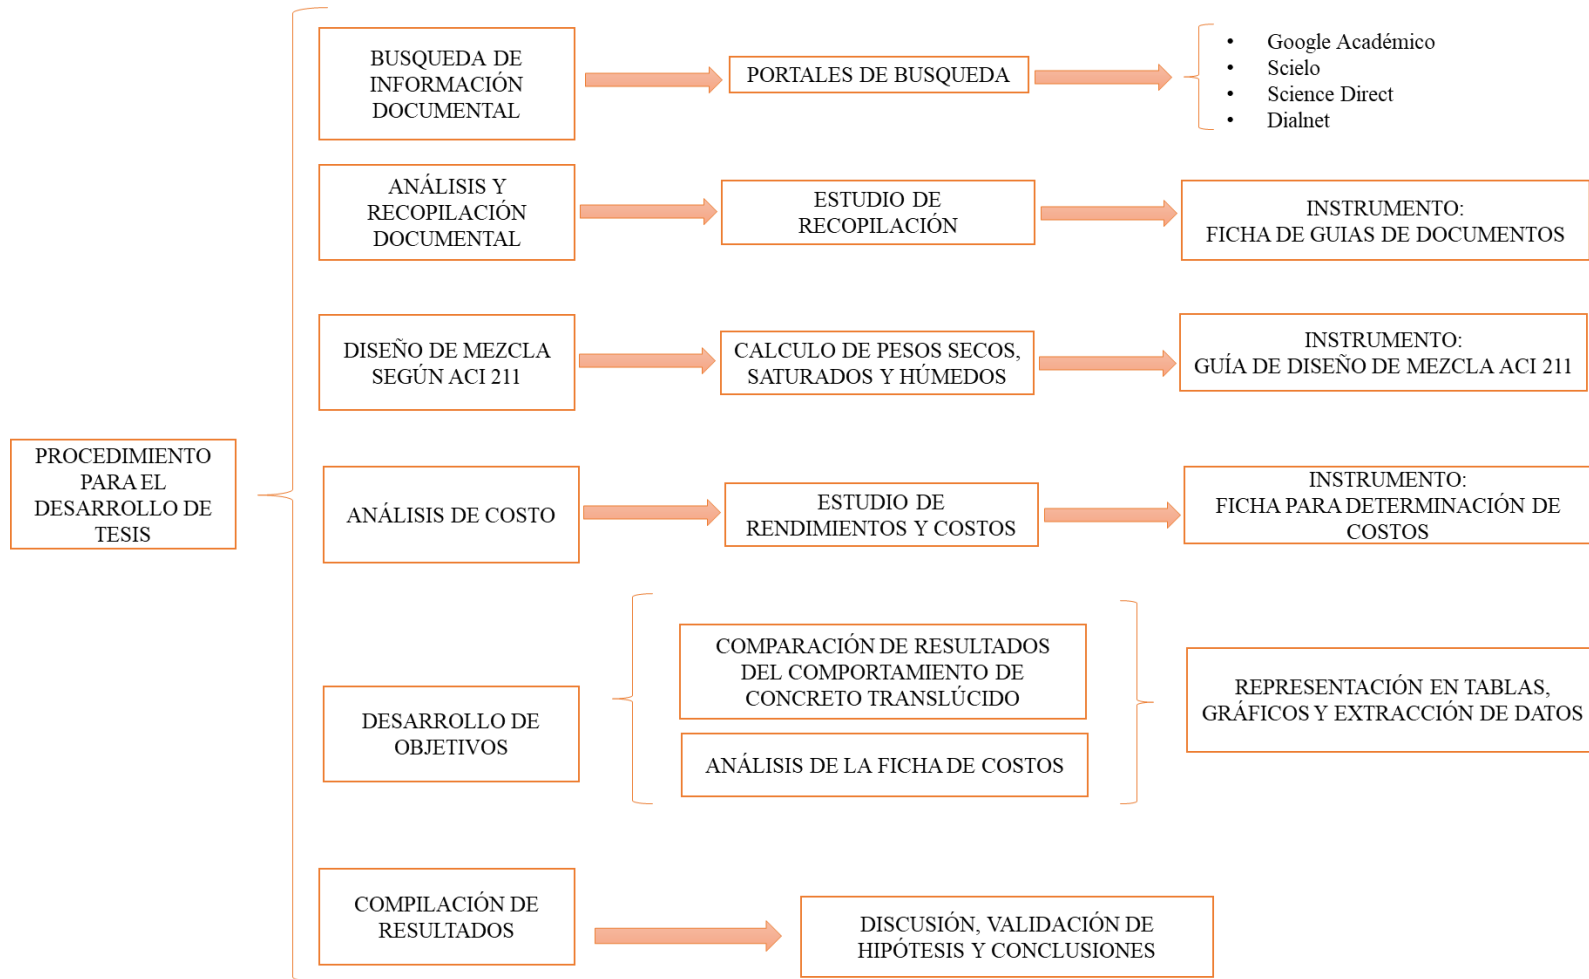 PROCEDIMIENTO
PARA EL
DESARROLLO DE
TESIS
BUSQUEDA DE
INFORMACIÓN
DOCUMENTAL
PORTALES DE BUSQUEDA
• Google Académico
• Scielo
• Science Direct
• Dialnet
ANÁLISIS Y
RECOPILACIÓN
DOCUMENTAL
ESTUDIO DE
RECOPILACIÓN
INSTRUMENTO:
FICHA DE GUIAS DE DOCUMENTOS
DISEÑO DE MEZCLA
SEGÚN ACI 211
CALCULO DE PESOS SECOS,
SATURADOS Y HÚMEDOS
INSTRUMENTO:
GUÍA DE DISEÑO DE MEZCLA ACI 211
ANÁLISIS DE COSTO
ESTUDIO DE
RENDIMIENTOS Y COSTOS
INSTRUMENTO:
FICHA PARA DETERMINACIÓN DE
COSTOS
DESARROLLO DE
OBJETIVOS
COMPARACIÓN DE RESULTADOS
DEL COMPORTAMIENTO DE
CONCRETO TRANSLÚCIDO
ANÁLISIS DE LA FICHA DE COSTOS
REPRESENTACIÓN EN TABLAS,
GRÁFICOS Y EXTRACCIÓN DE DATOS
COMPILACIÓN DE
RESULTADOS
DISCUSIÓN, VALIDACIÓN DE
HIPÓTESIS Y CONCLUSIONES